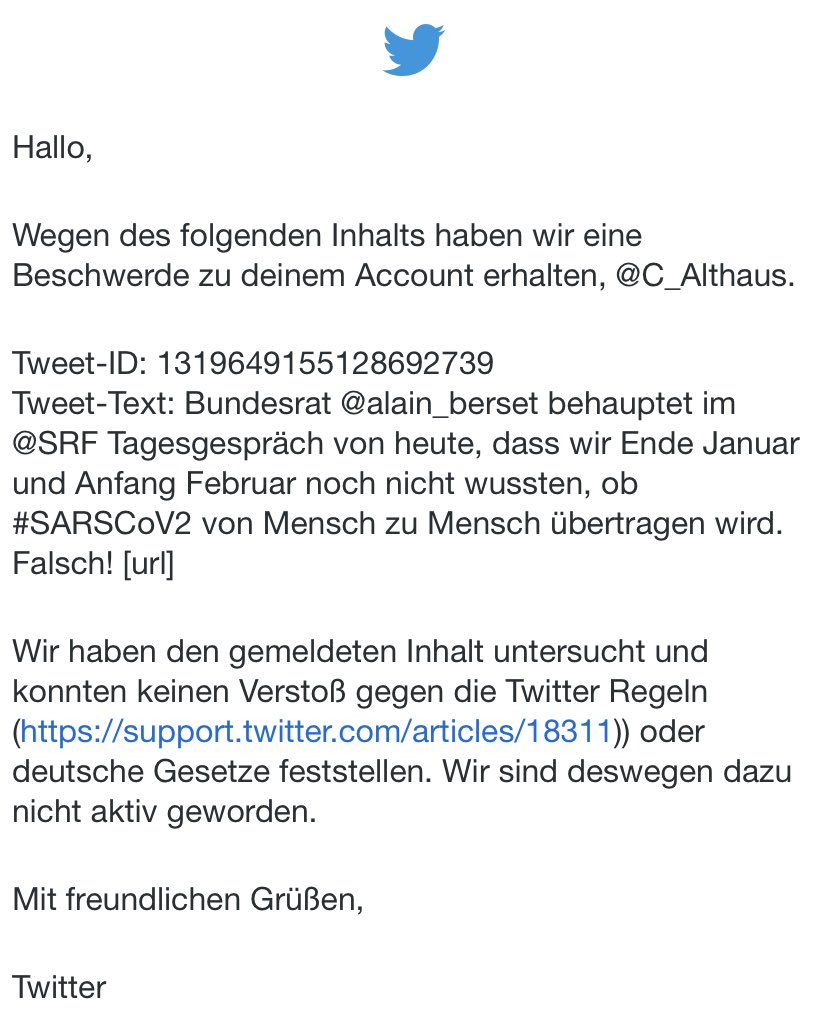 Hallo,
Wegen des folgenden Inhalts haben wir eine
Beschwerde zu deinem Account erhalten, @C_Althaus.
Tweet-ID: 1319649155128692739
Tweet-Text: Bundesrat @alain_berset behauptet im
@SRF Tagesgespräch von heute, dass wir Ende Januar
und Anfang Februar noch nicht wussten, ob
#SARSCoV2 von Mensch zu Mensch übertragen wird.
Falsch! [url]
Wir haben den gemeldeten Inhalt untersucht und
konnten keinen Verstoß gegen die Twitter Regeln
(https://support.twitter.com/articles/18311)) oder
deutsche Gesetze feststellen. Wir sind deswegen dazu
nicht aktiv geworden.
Mit freundlichen Grüßen,
Twitter